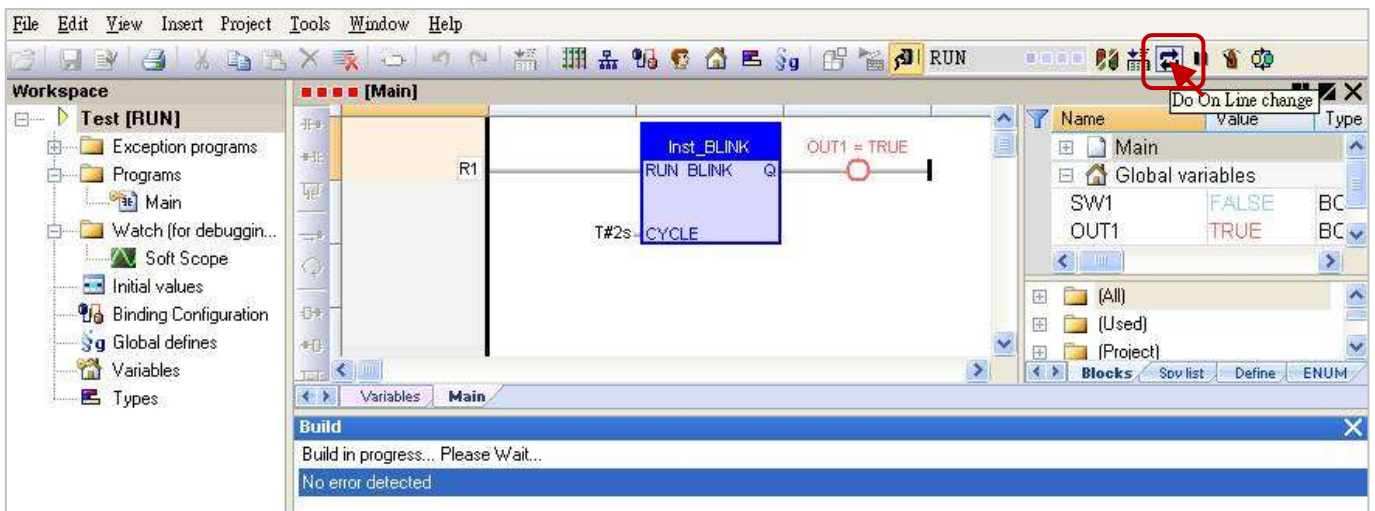 File Edit View Insert Project Tools Window Help
RUN
Workspace
[Main]
Do On Line change
Test [RUN]
Exception programs
Programs
Main
Watch (for debuggin...
Soft Scope
Initial values
Binding Configuration
Global defines
Variables
Types
R1
Inst_BLINK
RUN BLINK Q
T#2s CYCLE
OUT1 = TRUE
Name Value Type
Main
Global variables
SW1 FALSE BC
OUT1 TRUE BC
(All)
(Used)
(Project)
Blocks Spy list Define ENUM
Variables Main
Build
Build in progress... Please Wait...
No error detected